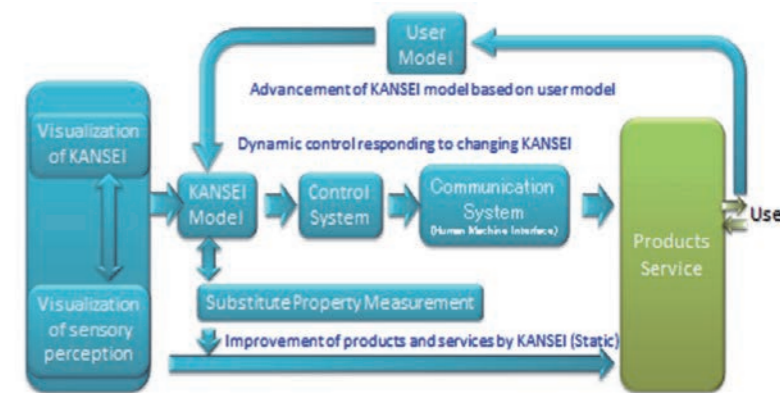 User
Model
Advancement of KANSEI model based on user model
Visualization
of KANSEI
Dynamic control responding to changing KANSEI
KANSEI
Model
Control
System
Communication
System
(Human Machine Interface)
Products
Service
Use
Substitute Property Measurement
Visualization
of sensory
perception
Improvement of products and services by KANSEI (Static)